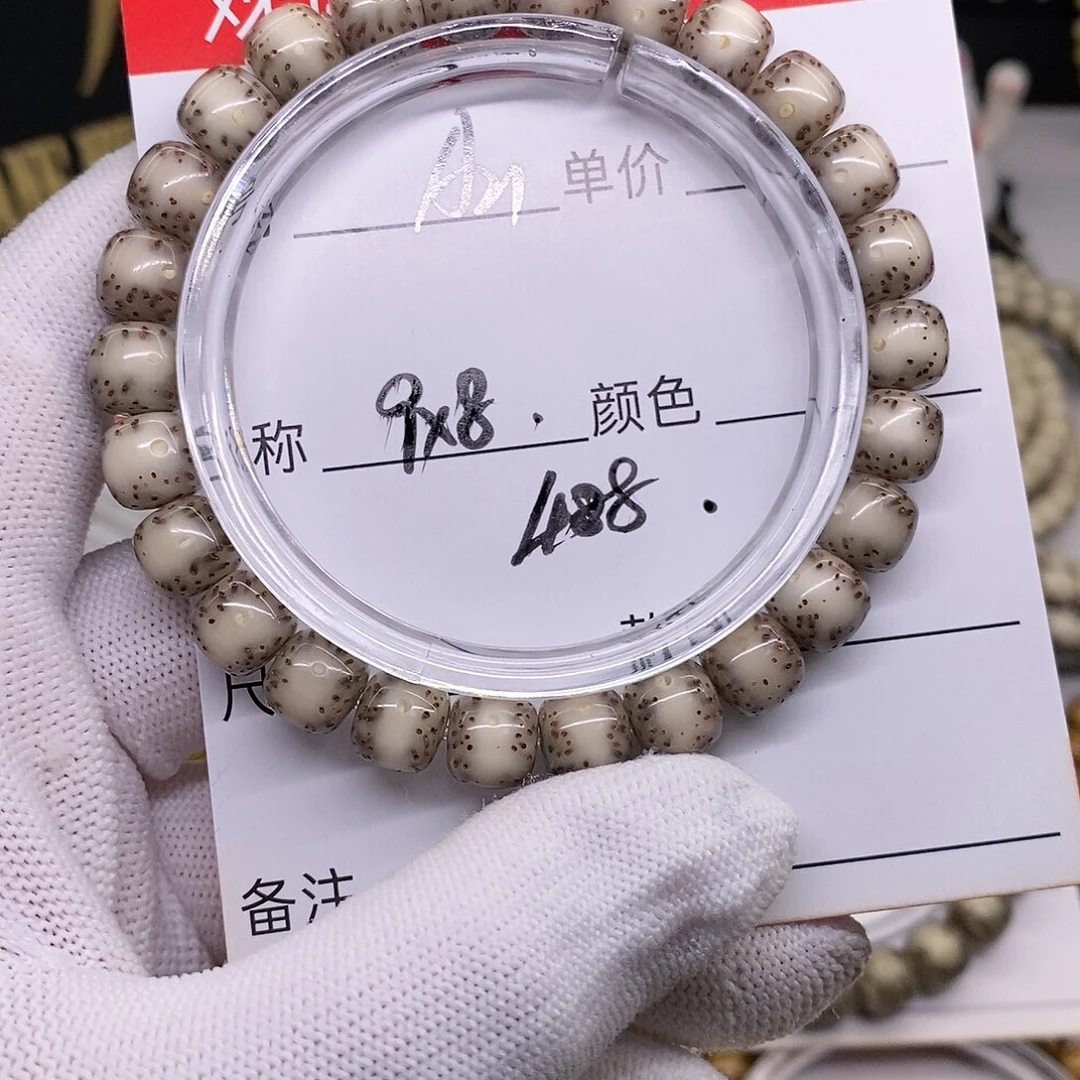 单价
称 9x8 . 颜色
488 .
尺
备注